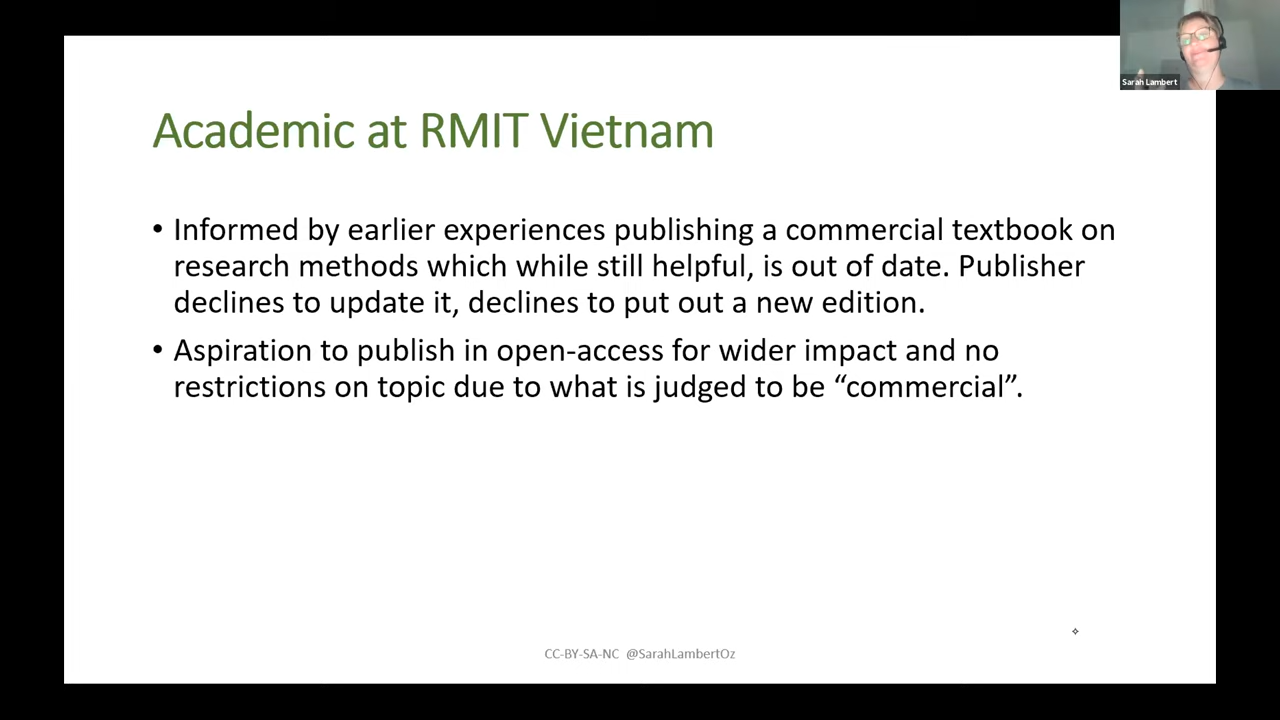 Sarah Lambert
Academic at RMIT Vietnam
• Informed by earlier experiences publishing a commercial textbook on
research methods which while still helpful, is out of date. Publisher
declines to update it, declines to put out a new edition.
• Aspiration to publish in open-access for wider impact and no
restrictions on topic due to what is judged to be “commercial”.
CC-BY-SA-NC @SarahLambertOz